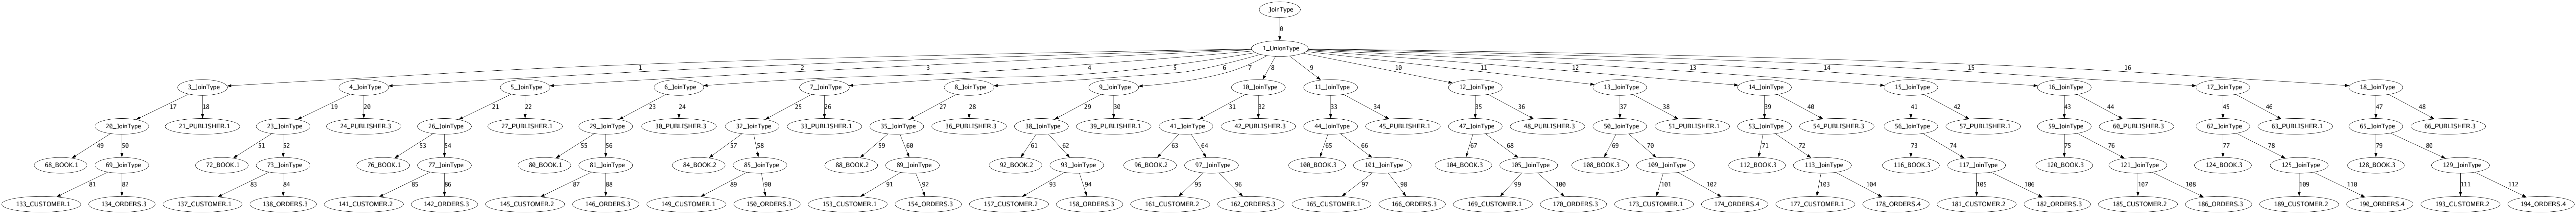 JoinType
0
1_UnionType
1 2 3 4 5 6 7 8 9 10 11 12 13 14 15 16
3_JoinType 4_JoinType 5_JoinType 6_JoinType 7_JoinType 8_JoinType 9_JoinType 10_JoinType 11_JoinType 12_JoinType 13_JoinType 14_JoinType 15_JoinType 16_JoinType 17_JoinType 18_JoinType
17 18 19 20 21 22 23 24 25 26 27 28 29 30 31 32 33 34 35 36 37 38 39 40 41 42 43 44 45 46 47 48
20_JoinType 21_PUBLISHER.1 23_JoinType 24_PUBLISHER.3 26_JoinType 27_PUBLISHER.1 29_JoinType 30_PUBLISHER.3 32_JoinType 33_PUBLISHER.1 35_JoinType 36_PUBLISHER.3 38_JoinType 39_PUBLISHER.1 41_JoinType 42_PUBLISHER.3 44_JoinType 45_PUBLISHER.1 47_JoinType 48_PUBLISHER.3 50_JoinType 51_PUBLISHER.1 53_JoinType 54_PUBLISHER.3 56_JoinType 57_PUBLISHER.1 59_JoinType 60_PUBLISHER.3 62_JoinType 63_PUBLISHER.1 65_JoinType 66_PUBLISHER.3
49 50 51 52 53 54 55 56 57 58 59 60 61 62 63 64 65 66 67 68 69 70 71 72 73 74 75 76 77 78 79 80
68_BOOK.1 69_JoinType 72_BOOK.1 73_JoinType 76_BOOK.1 77_JoinType 80_BOOK.1 81_JoinType 84_BOOK.2 85_JoinType 88_BOOK.2 89_JoinType 92_BOOK.2 93_JoinType 96_BOOK.2 97_JoinType 100_BOOK.3 101_JoinType 104_BOOK.3 105_JoinType 108_BOOK.3 109_JoinType 112_BOOK.3 113_JoinType 116_BOOK.3 117_JoinType 120_BOOK.3 121_JoinType 124_BOOK.3 125_JoinType 128_BOOK.3 129_JoinType
81 82 83 84 85 86 87 88 89 90 91 92 93 94 95 96 97 98 99 100 101 102 103 104 105 106 107 108 109 110 111 112
133_CUSTOMER.1 134_ORDERS.3 137_CUSTOMER.1 138_ORDERS.3 141_CUSTOMER.2 142_ORDERS.3 145_CUSTOMER.2 146_ORDERS.3 149_CUSTOMER.1 150_ORDERS.3 153_CUSTOMER.1 154_ORDERS.3 157_CUSTOMER.2 158_ORDERS.3 161_CUSTOMER.2 162_ORDERS.3 165_CUSTOMER.1 166_ORDERS.3 169_CUSTOMER.1 170_ORDERS.3 173_CUSTOMER.1 174_ORDERS.4 177_CUSTOMER.1 178_ORDERS.4 181_CUSTOMER.2 182_ORDERS.3 185_CUSTOMER.2 186_ORDERS.3 189_CUSTOMER.2 190_ORDERS.4 193_CUSTOMER.2 194_ORDERS.4